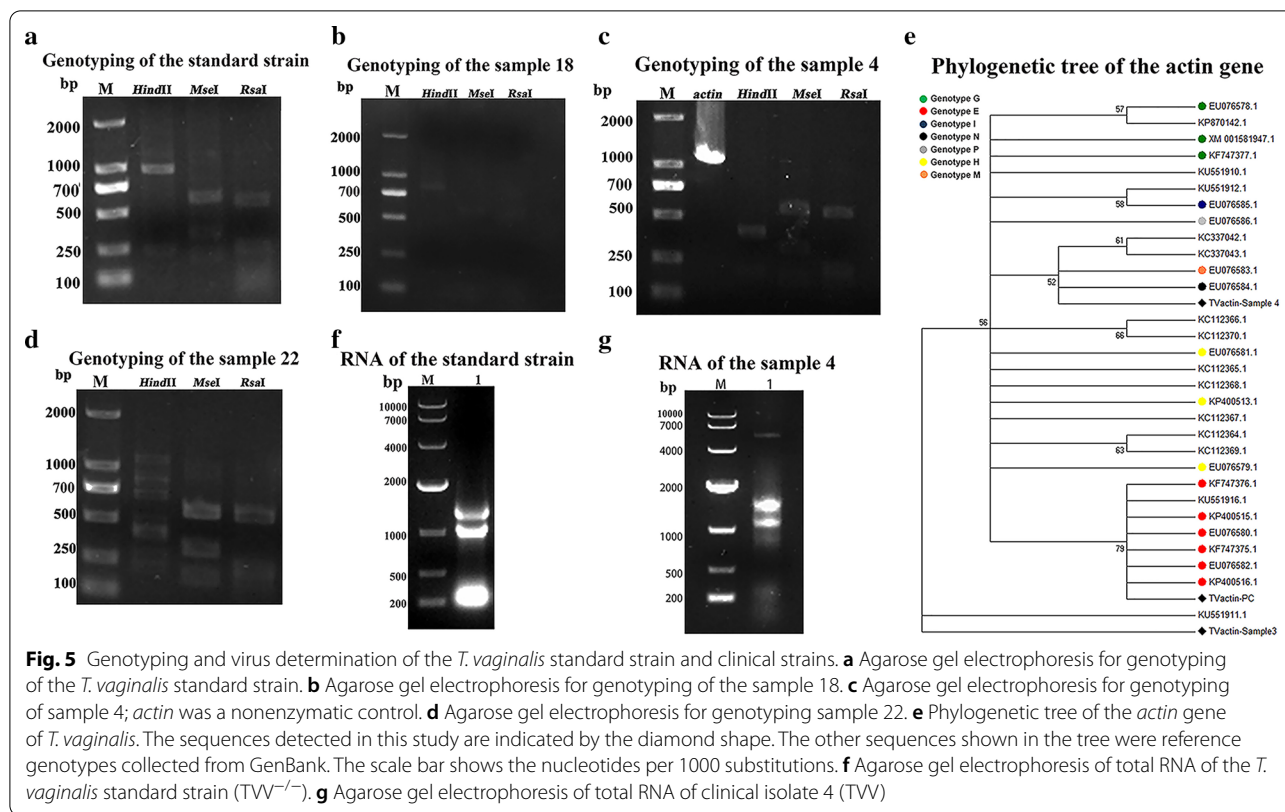 a
Genotyping of the standard strain
bp
M HindII MseI RsaI
2000
1000
700
500
250
100
b
Genotyping of the sample 18
bp
M HindII MseI RsaI
2000
1000
700
500
250
100
c
Genotyping of the sample 4
bp
M actin HindII MseI RsaI
2000
1000
700
500
250
100
d
Genotyping of the sample 22
bp
M HindII MseI RsaI
2000
1000
700
500
250
100
f
RNA of the standard strain
bp
M 1
10000
7000
4000
2000
1000
500
200
g
RNA of the sample 4
bp
M 1
10000
7000
4000
2000
1000
500
200
e
Phylogenetic tree of the actin gene
Genotype G
Genotype E
Genotype I
Genotype N
Genotype P
Genotype H
Genotype M
57
EU076578.1
KP870142.1
XM 001581947.1
KF747377.1
KU551910.1
KU551912.1
58
EU076585.1
EU076586.1
61
KC337042.1
KC337043.1
52
EU076583.1
EU076584.1
TVactin-Sample 4
56
KC112366.1
66
KC112370.1
EU076581.1
KC112365.1
KC112368.1
KP400513.1
KC112367.1
KC112364.1
63
KC112369.1
EU076579.1
KF747376.1
KU551916.1
KP400515.1
EU076580.1
79
KF747375.1
EU076582.1
KP400516.1
TVactin-PC
KU551911.1
TVactin-Sample3
Fig. 5 Genotyping and virus determination of the T. vaginalis standard strain and clinical strains. a Agarose gel electrophoresis for genotyping
of the T. vaginalis standard strain. b Agarose gel electrophoresis for genotyping of the sample 18. c Agarose gel electrophoresis for genotyping
of sample 4; actin was a nonenzymatic control. d Agarose gel electrophoresis for genotyping sample 22. e Phylogenetic tree of the actin gene
of T. vaginalis. The sequences detected in this study are indicated by the diamond shape. The other sequences shown in the tree were reference
genotypes collected from GenBank. The scale bar shows the nucleotides per 1000 substitutions. f Agarose gel electrophoresis of total RNA of the T.
vaginalis standard strain (TVV−/−). g Agarose gel electrophoresis of total RNA of clinical isolate 4 (TVV)